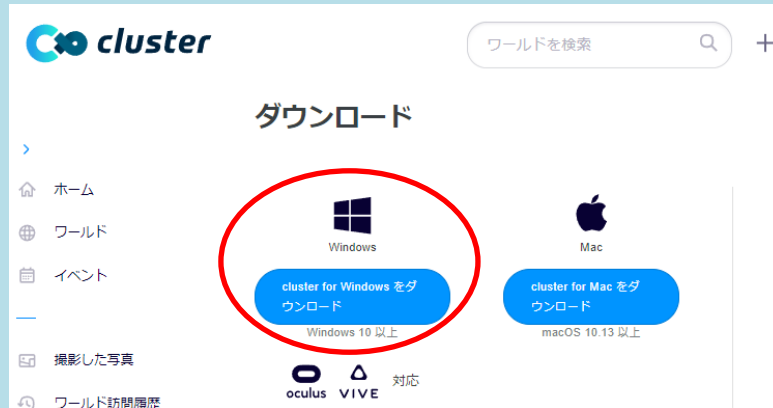 cluster
ワールドを検索
ダウンロード
ホーム
ワールド
イベント
撮影した写真
ワールド訪問履歴
Windows
cluster for Windows をダ
ウンロード
Windows 10 以上
Mac
cluster for Mac をダ
ウンロード
macOS 10.13 以上
oculus VIVE 対応